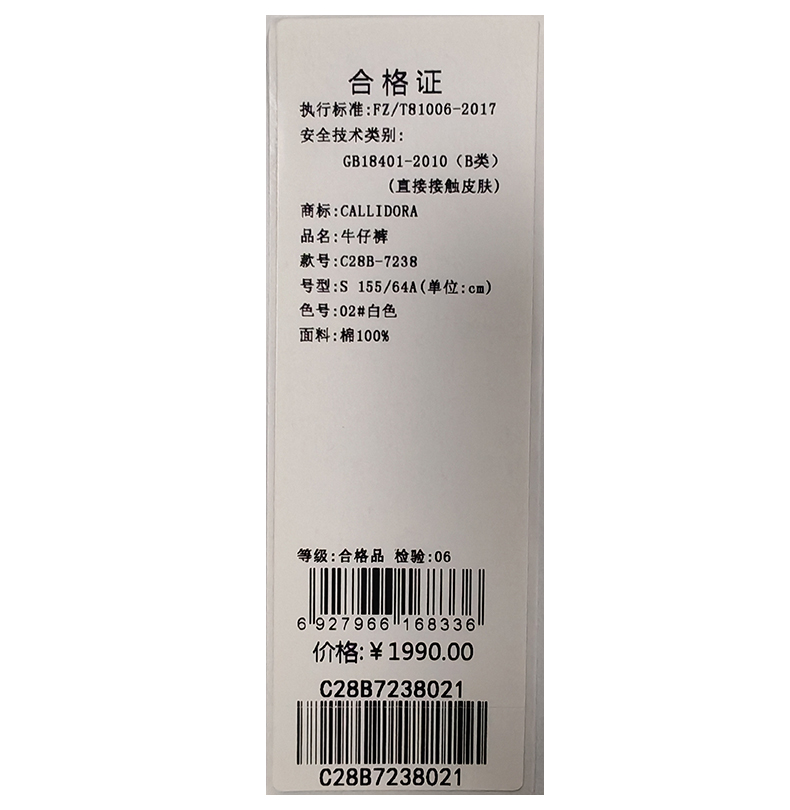 合格证
执行标准:FZ/T81006-2017
安全技术类别:
GB18401-2010(B类)
(直接接触皮肤)
商标:CALLIDORA
品名:牛仔裤
款号:C28B-7238
号型:S 155/64A(单位:cm)
色号:02#白色
面料:棉100%
等级:合格品 检验:06
6 927966 168336
价格:¥1990.00
C28B7238021
C28B7238021